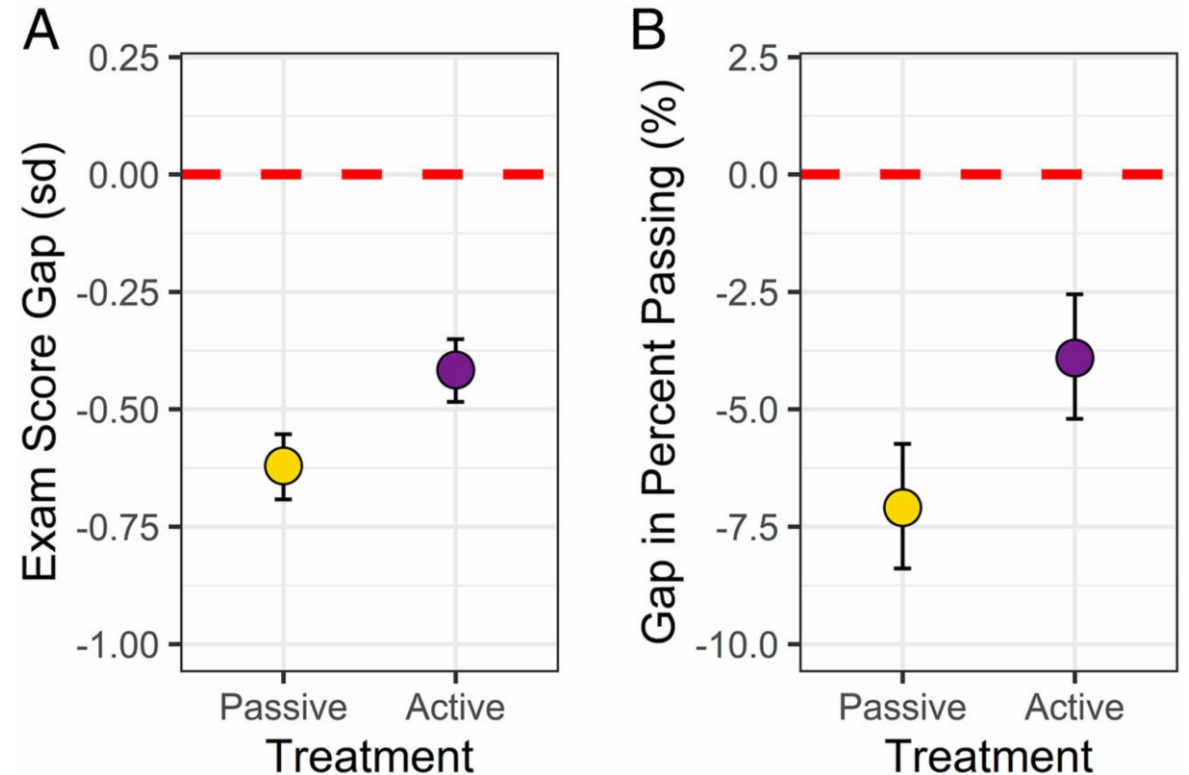 A
Exam Score Gap (sd)
0.25
0.00
-0.25
-0.50
-0.75
-1.00
Passive
Active
Treatment
B
Gap in Percent Passing (%)
2.5
0.0
-2.5
-5.0
-7.5
-10.0
Passive
Active
Treatment